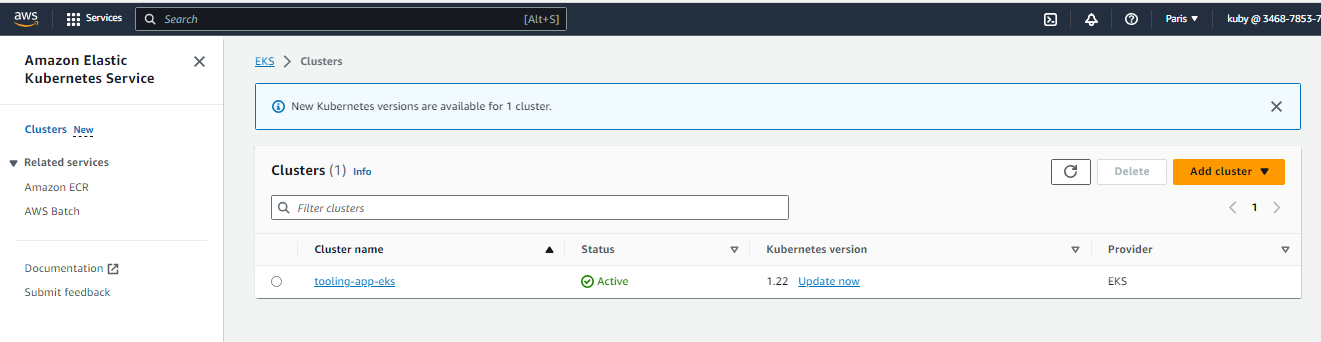 aws
Services
Search
[Alt+S]
Paris
kuby @ 3468-7853-7
Amazon Elastic
Kubernetes Service
Clusters New
Related services
Amazon ECR
AWS Batch
Documentation
Submit feedback
EKS
Clusters
New Kubernetes versions are available for 1 cluster.
Clusters (1) Info
Delete
Add cluster
Filter clusters
1
Cluster name
Status
Kubernetes version
Provider
tooling-app-eks
Active
1.22 Update now
EKS